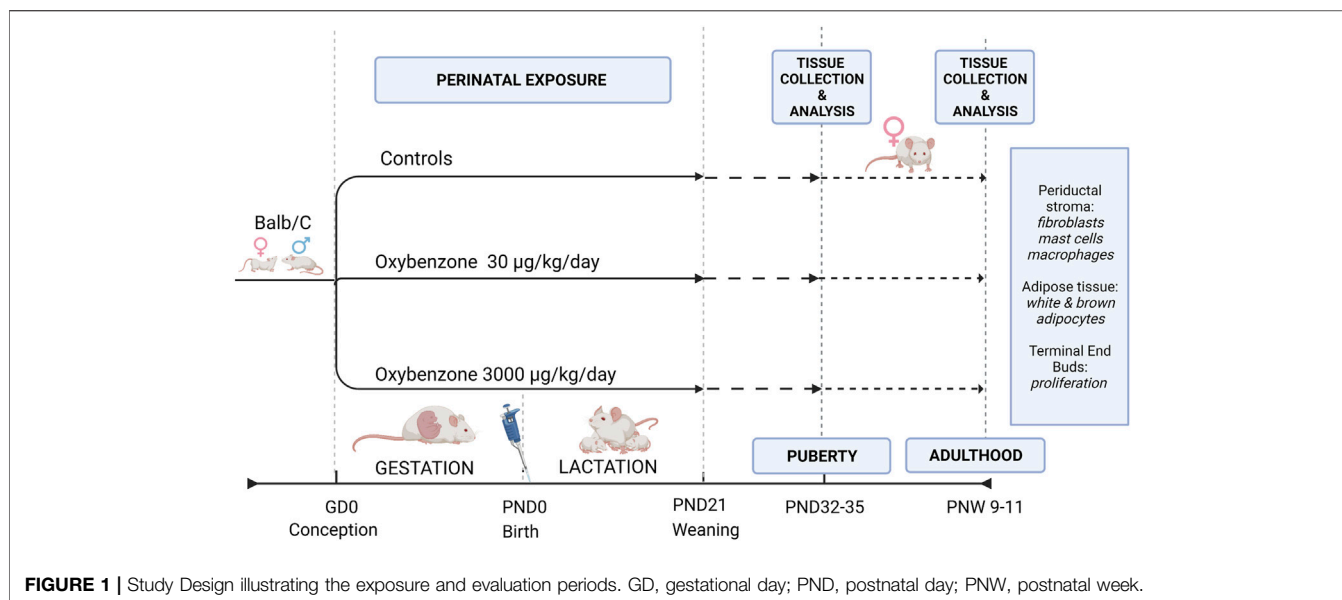 PERINATAL EXPOSURE
TISSUE
COLLECTION
&
ANALYSIS
TISSUE
COLLECTION
&
ANALYSIS
Controls
Balb/C
Oxybenzone 30 µg/kg/day
Oxybenzone 3000 µg/kg/day
Periductal
stroma:
fibroblasts
mast cells
macrophages
Adipose tissue:
white & brown
adipocytes
Terminal End
Buds:
proliferation
GESTATION
LACTATION
PUBERTY
ADULTHOOD
GD0
Conception
PND0
Birth
PND21
Weaning
PND32-35
PNW 9-11
FIGURE 1 | Study Design illustrating the exposure and evaluation periods. GD, gestational day; PND, postnatal day; PNW, postnatal week.